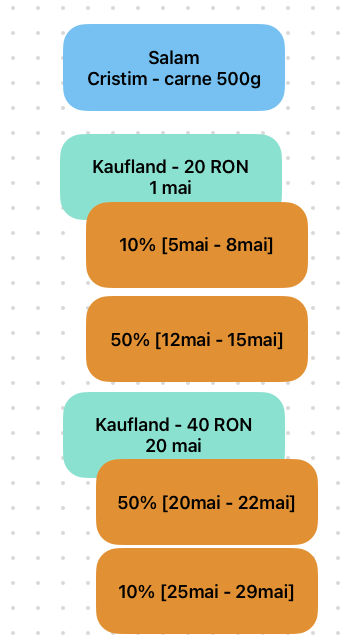 Salam
Cristim - carne 500g
Kaufland - 20 RON
1 mai
10% [5mai - 8mai]
50% [12mai - 15mai]
Kaufland - 40 RON
20 mai
50% [20mai - 22mai]
10% [25mai - 29mai]